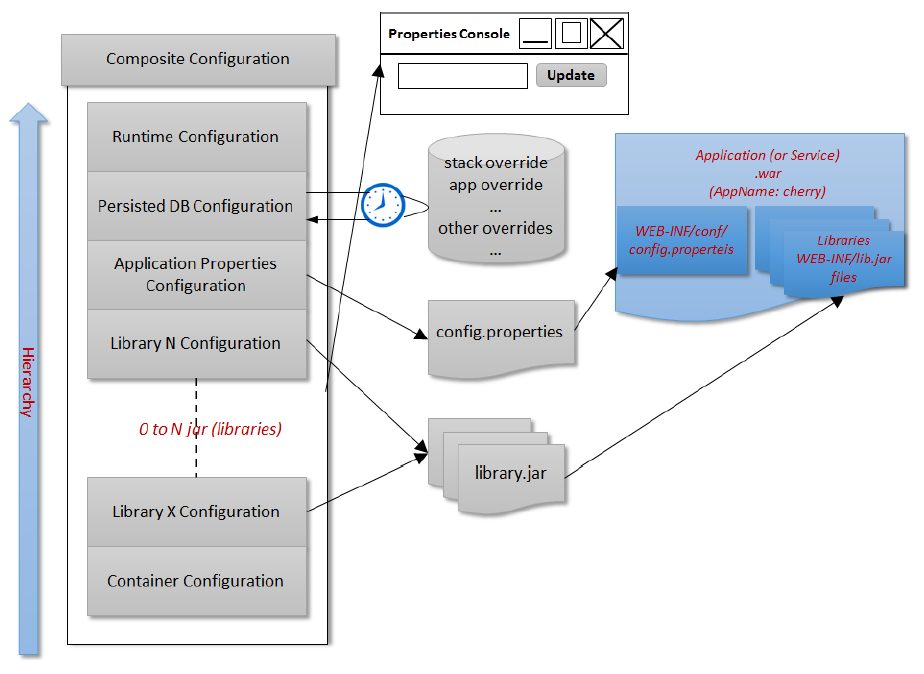 Properties Console
Update
Composite Configuration
Runtime Configuration
Persisted DB Configuration
Application Properties
Configuration
Library N Configuration
0 to N jar (libraries)
Library X Configuration
Container Configuration
Hierarchy
stack override
app override
...
other overrides
...
config.properties
library.jar
Application (or Service)
.war
(AppName: cherry)
WEB-INF/conf/
config.properteis
Libraries
WEB-INF/lib.jar
files